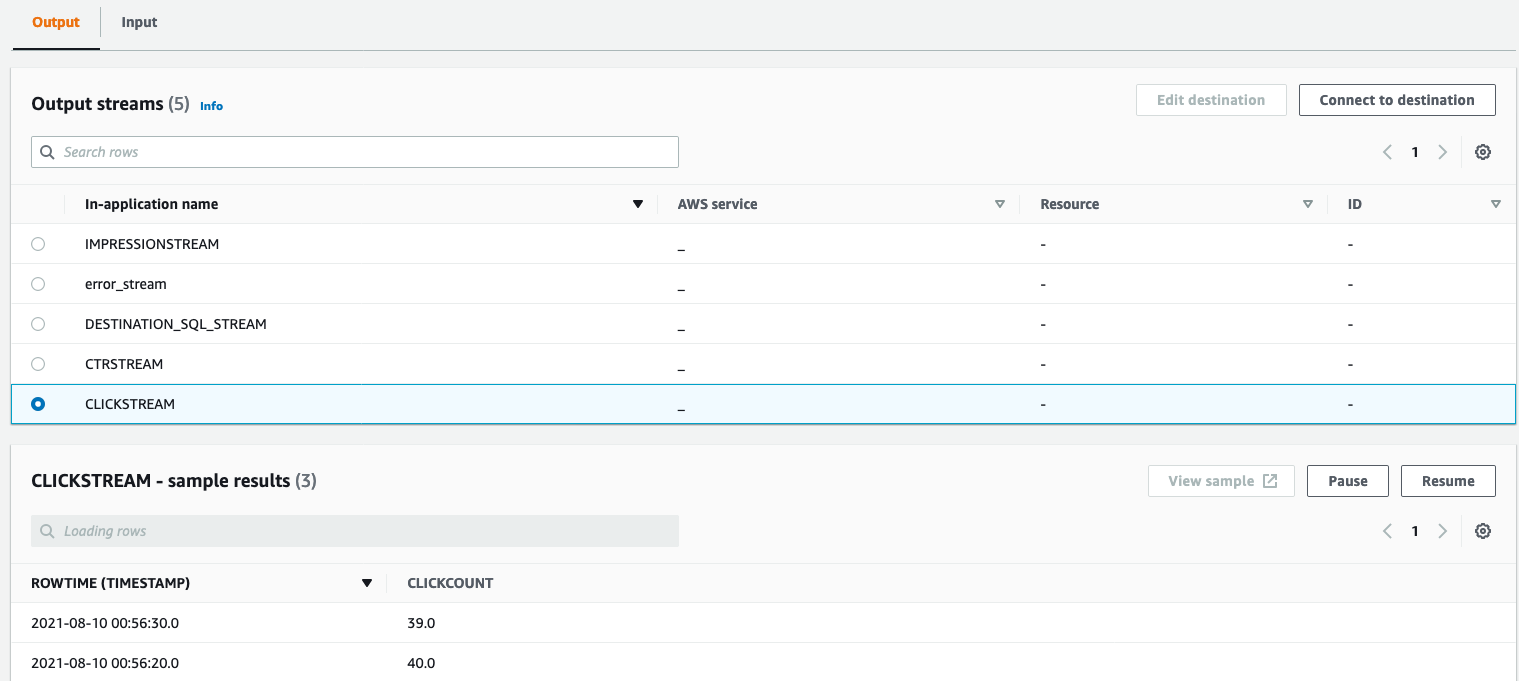 Output Input
Output streams (5) Info Edit destination Connect to destination
Search rows 1
In-application name AWS service Resource ID
IMPRESSIONSTREAM _ - -
error_stream _ - -
DESTINATION_SQL_STREAM _ - -
CTRSTREAM _ - -
CLICKSTREAM _ - -
CLICKSTREAM - sample results (3) View sample Pause Resume
Loading rows 1
ROWTIME (TIMESTAMP) CLICKCOUNT
2021-08-10 00:56:30.0 39.0
2021-08-10 00:56:20.0 40.0